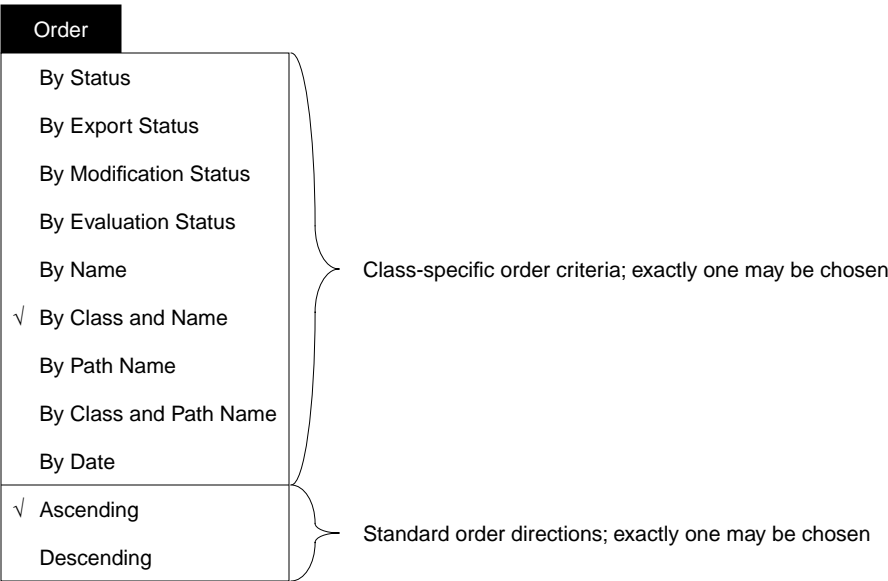 Order
By Status
By Export Status
By Modification Status
By Evaluation Status
By Name
Class-specific order criteria; exactly one may be chosen
√ By Class and Name
By Path Name
By Class and Path Name
By Date
√ Ascending
Standard order directions; exactly one may be chosen
Descending